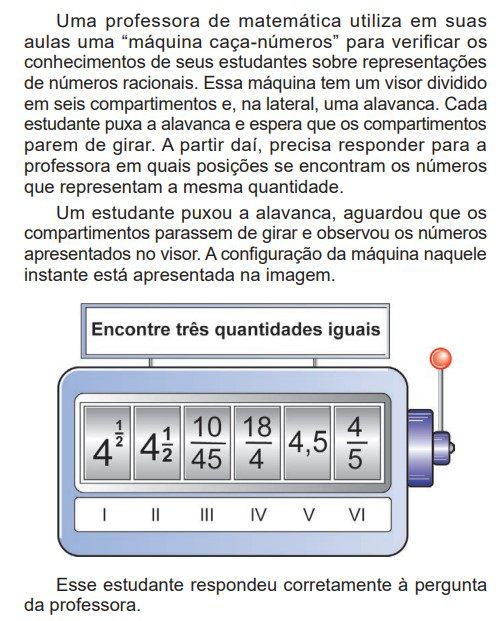 Uma professora de matemática utiliza em suas
aulas uma “máquina caça-números” para verificar os
conhecimentos de seus estudantes sobre representações
de números racionais. Essa máquina tem um visor dividido
em seis compartimentos e, na lateral, uma alavanca. Cada
estudante puxa a alavanca e espera que os compartimentos
parem de girar. A partir daí, precisa responder para a
professora em quais posições se encontram os números
que representam a mesma quantidade.
Um estudante puxou a alavanca, aguardou que os
compartimentos parassem de girar e observou os números
apresentados no visor. A configuração da máquina naquele
instante está apresentada na imagem.
Encontre três quantidades iguais
4^(1/2) 4 1/2 10/45 18/4 4,5 4/5
I II III IV V VI
Esse estudante respondeu corretamente à pergunta
da professora.